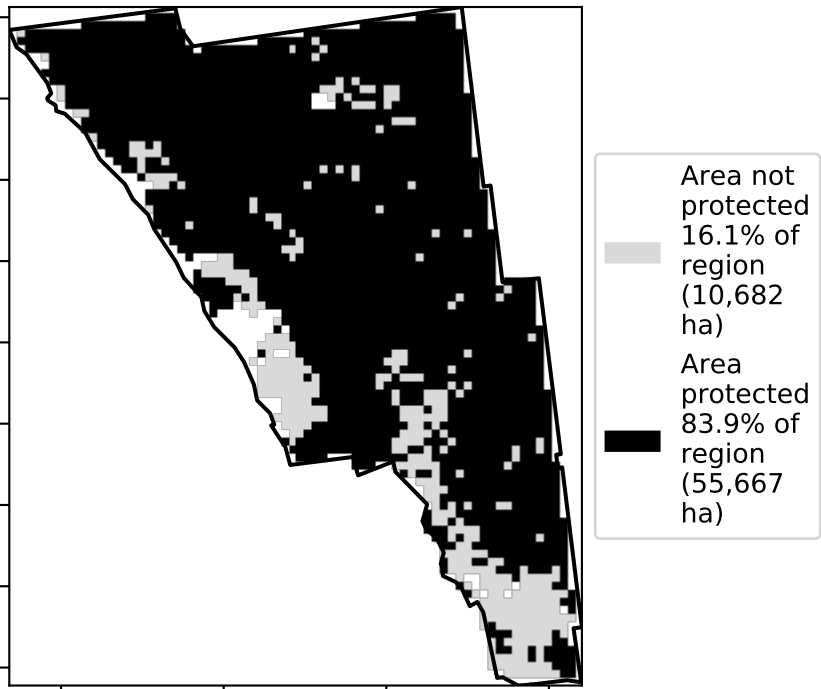 Area not
protected
16.1% of
region
(10,682
ha)
Area
protected
83.9% of
region
(55,667
ha)